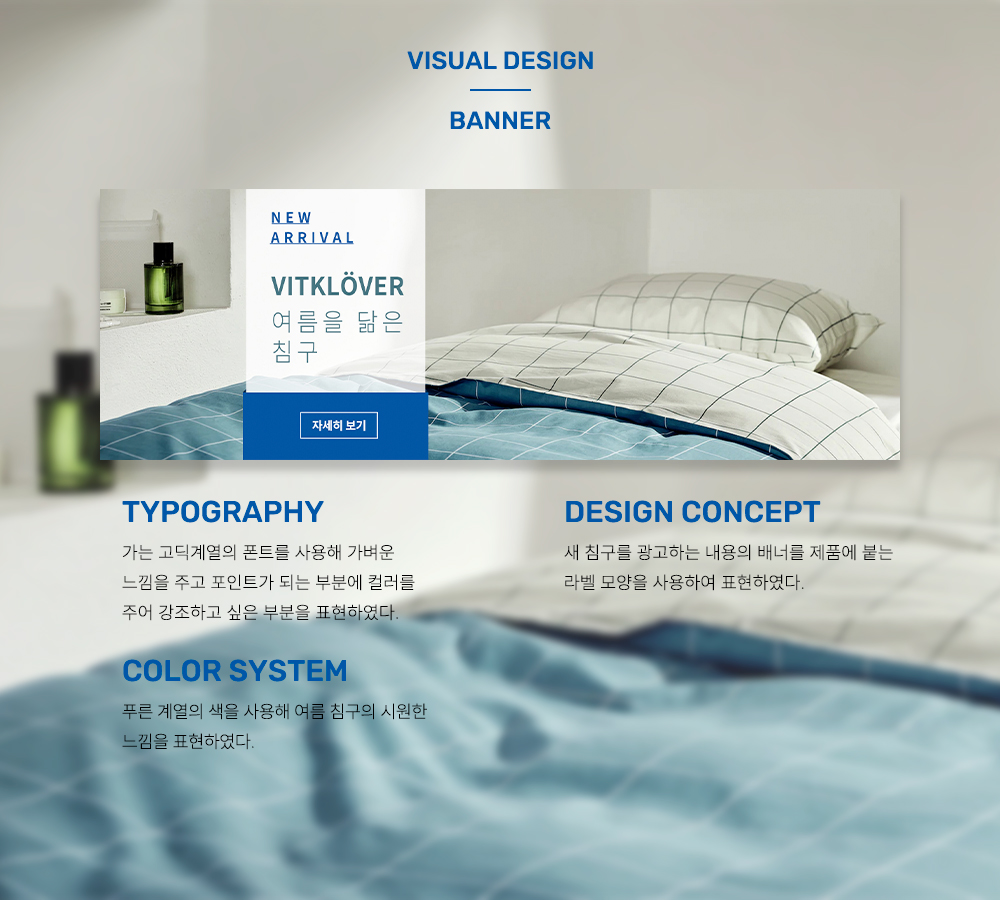 VISUAL DESIGN
BANNER
NEW
ARRIVAL
VITKLÖVER
여름을 닮은
침구
자세히 보기
TYPOGRAPHY
가는 고딕계열의 폰트를 사용해 가벼운
느낌을 주고 포인트가 되는 부분에 컬러를
주어 강조하고 싶은 부분을 표현하였다.
COLOR SYSTEM
푸른 계열의 색을 사용해 여름 침구의 시원한
느낌을 표현하였다.
DESIGN CONCEPT
새 침구를 광고하는 내용의 배너를 제품에 붙는
라벨 모양을 사용하여 표현하였다.